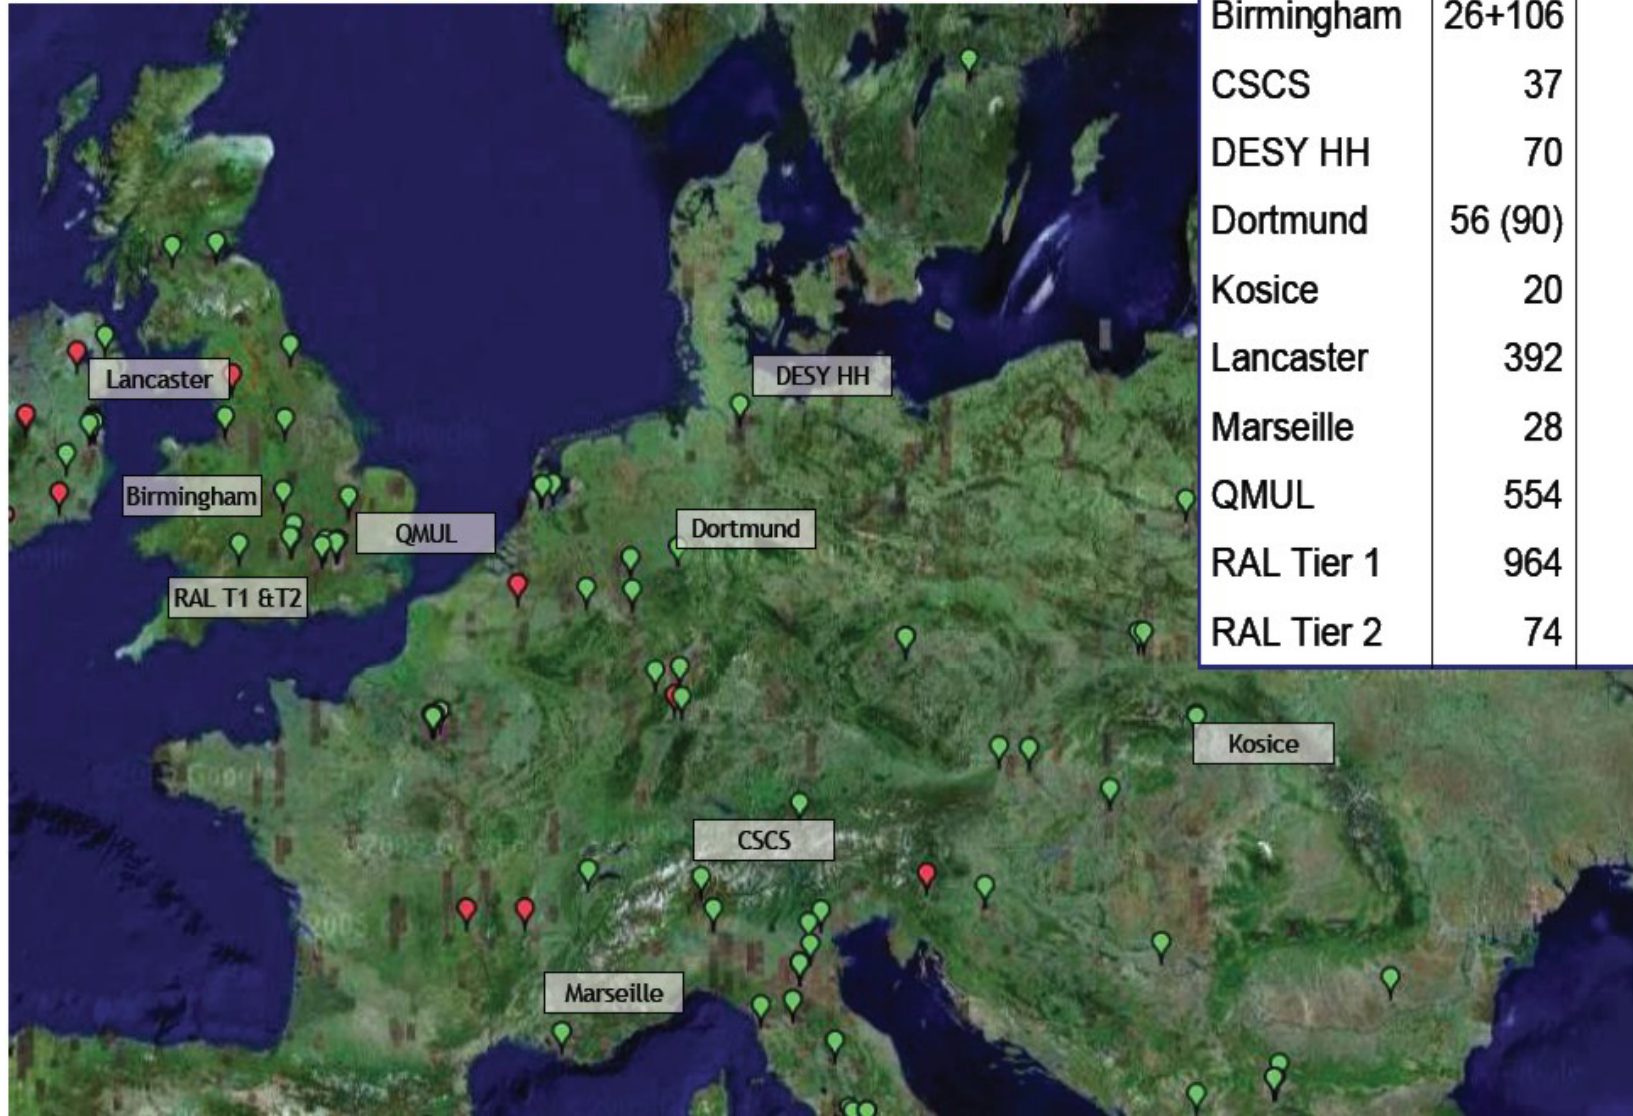 Birmingham 26+106
CSCS 37
DESY HH 70
Dortmund 56 (90)
Kosice 20
Lancaster 392
Marseille 28
QMUL 554
RAL Tier 1 964
RAL Tier 2 74
Lancaster
DESY HH
Birmingham
QMUL
Dortmund
RAL T1 &T2
Kosice
CSCS
Marseille